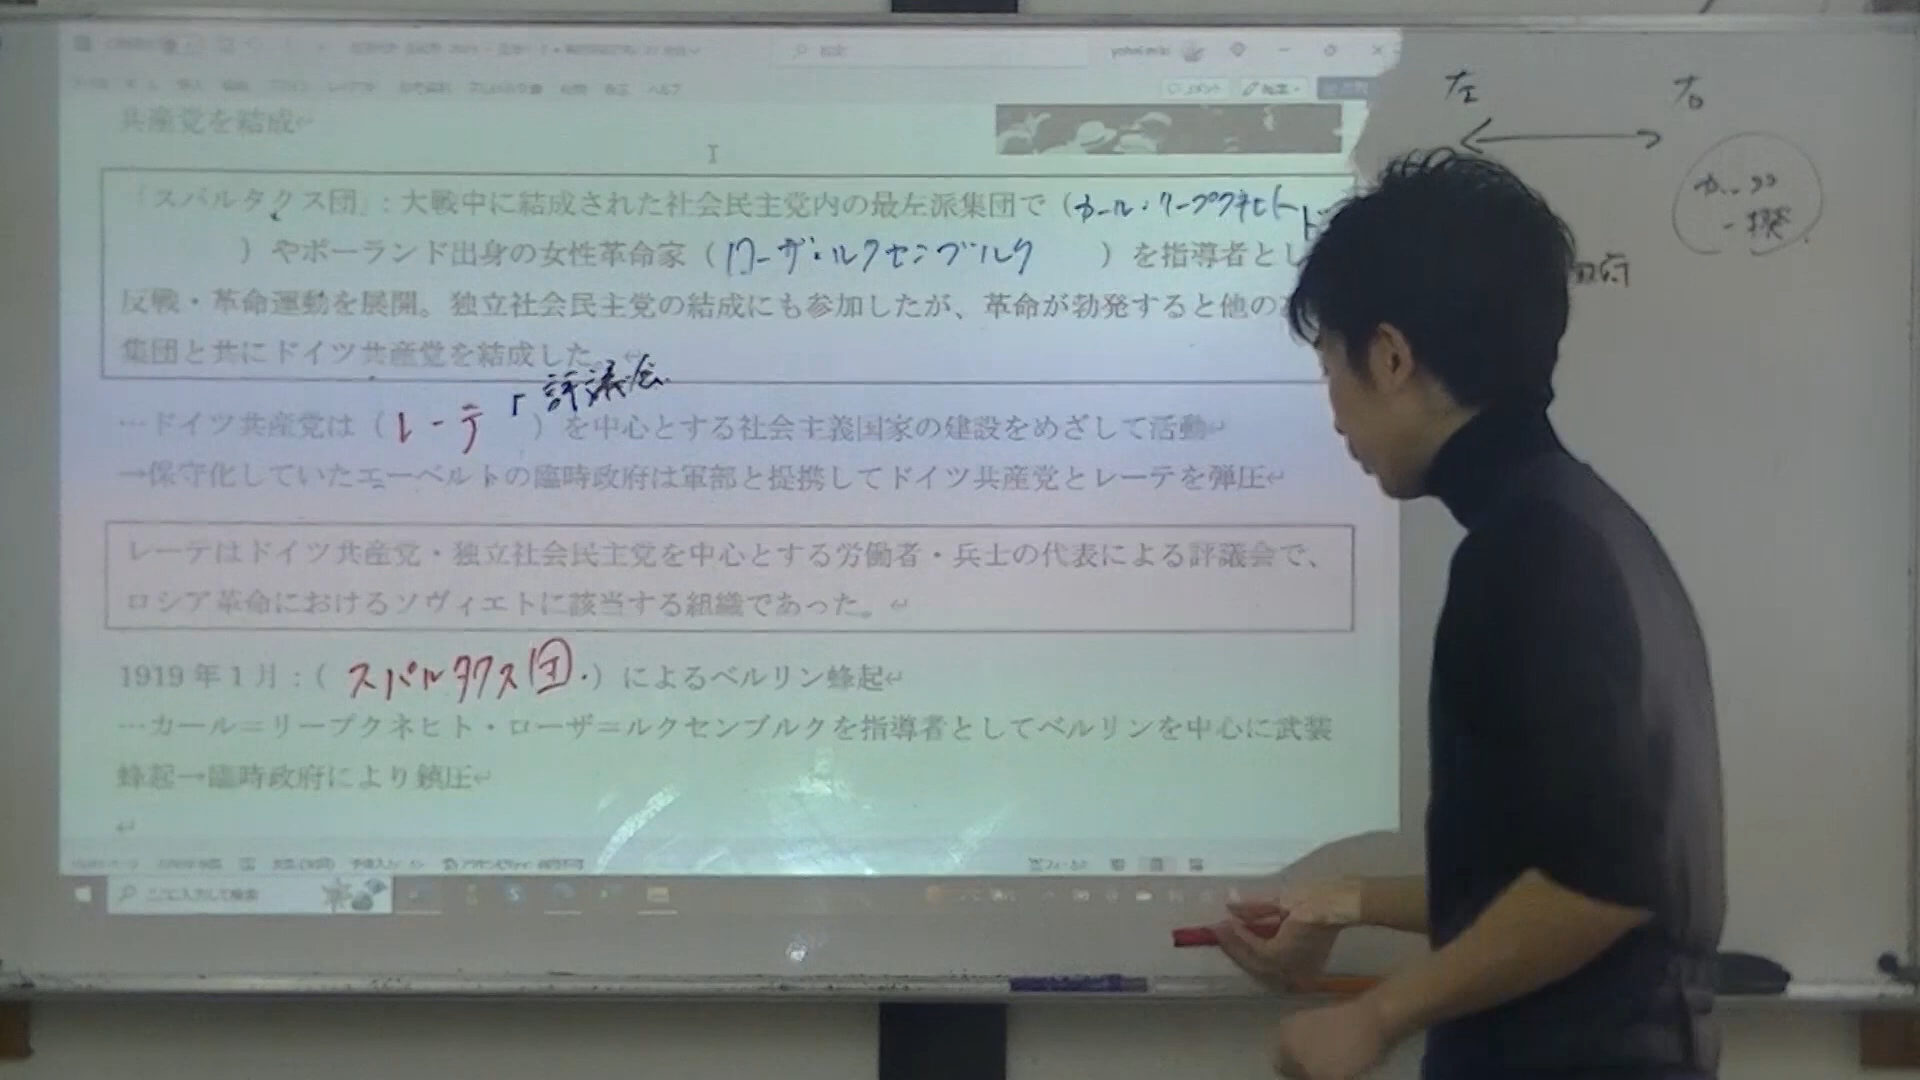 共産党を結成↵
「スパルタクス団」：大戦中に結成された社会民主党内の最左派集団で（カール・リープクネヒト
）やポーランド出身の女性革命家（ローザ・ルクセンブルク　）を指導者とし
反戦・革命運動を展開。独立社会民主党の結成にも参加したが、革命が勃発すると他の
集団と共にドイツ共産党を結成した。↵
「評議会
…ドイツ共産党は（レーテ　）を中心とする社会主義国家の建設をめざして活動↵
→保守化していたエーベルトの臨時政府は軍部と提携してドイツ共産党とレーテを弾圧↵
レーテはドイツ共産党・独立社会民主党を中心とする労働者・兵士の代表による評議会で、
ロシア革命におけるソヴィエトに該当する組織であった。↵
1919年1月：（スパルタクス団）によるベルリン蜂起↵
…カール＝リープクネヒト・ローザ＝ルクセンブルクを指導者としてベルリンを中心に武装
蜂起→臨時政府により鎮圧↵
↵
ここに入力して検索
左
右
カップ
一揆